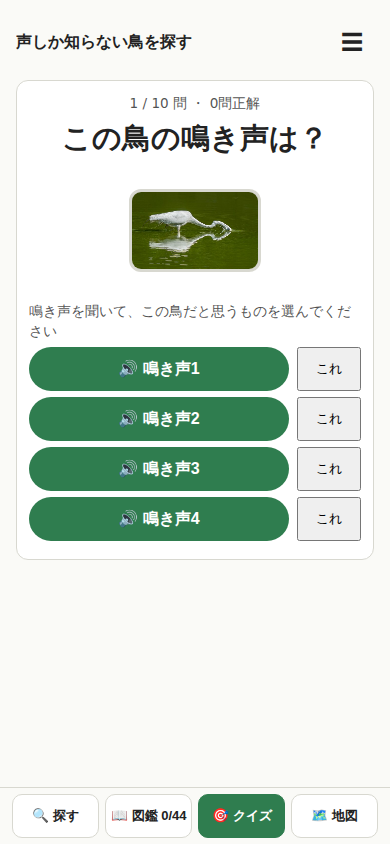 声しか知らない鳥を探す
☰
1 / 10 問 ・ 0問正解
この鳥の鳴き声は？
鳴き声を聞いて、この鳥だと思うものを選んでくだ
さい
🔊 鳴き声1 これ
🔊 鳴き声2 これ
🔊 鳴き声3 これ
🔊 鳴き声4 これ
🔍 探す 📖 図鑑 0/44 🎯 クイズ 🗺️ 地図